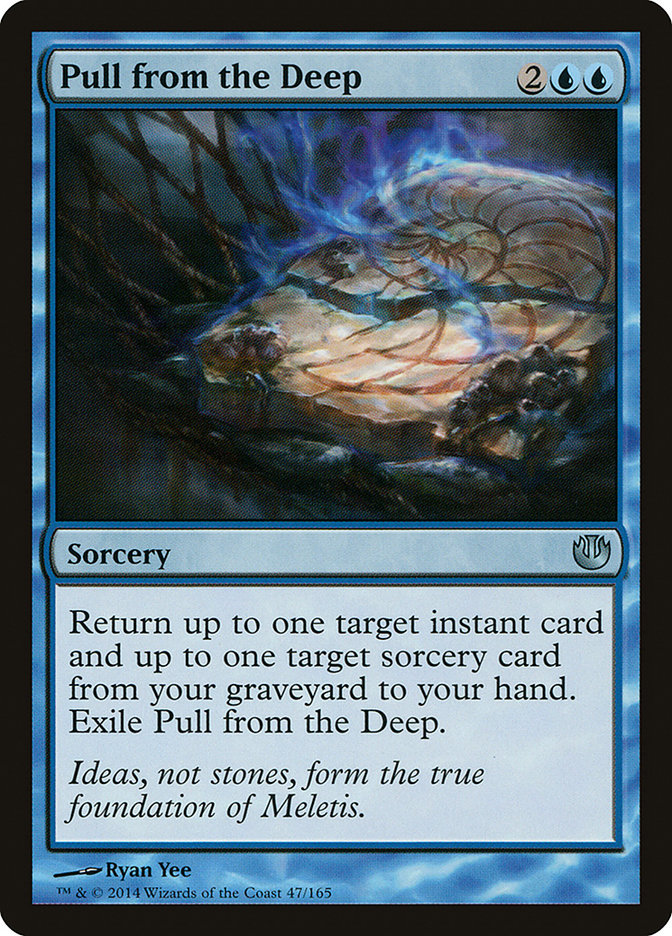 Pull from the Deep 2
Sorcery
Return up to one target instant card
and up to one target sorcery card
from your graveyard to your hand.
Exile Pull from the Deep.
Ideas, not stones, form the true
foundation of Meletis.
Ryan Yee
™ & © 2014 Wizards of the Coast 47/165